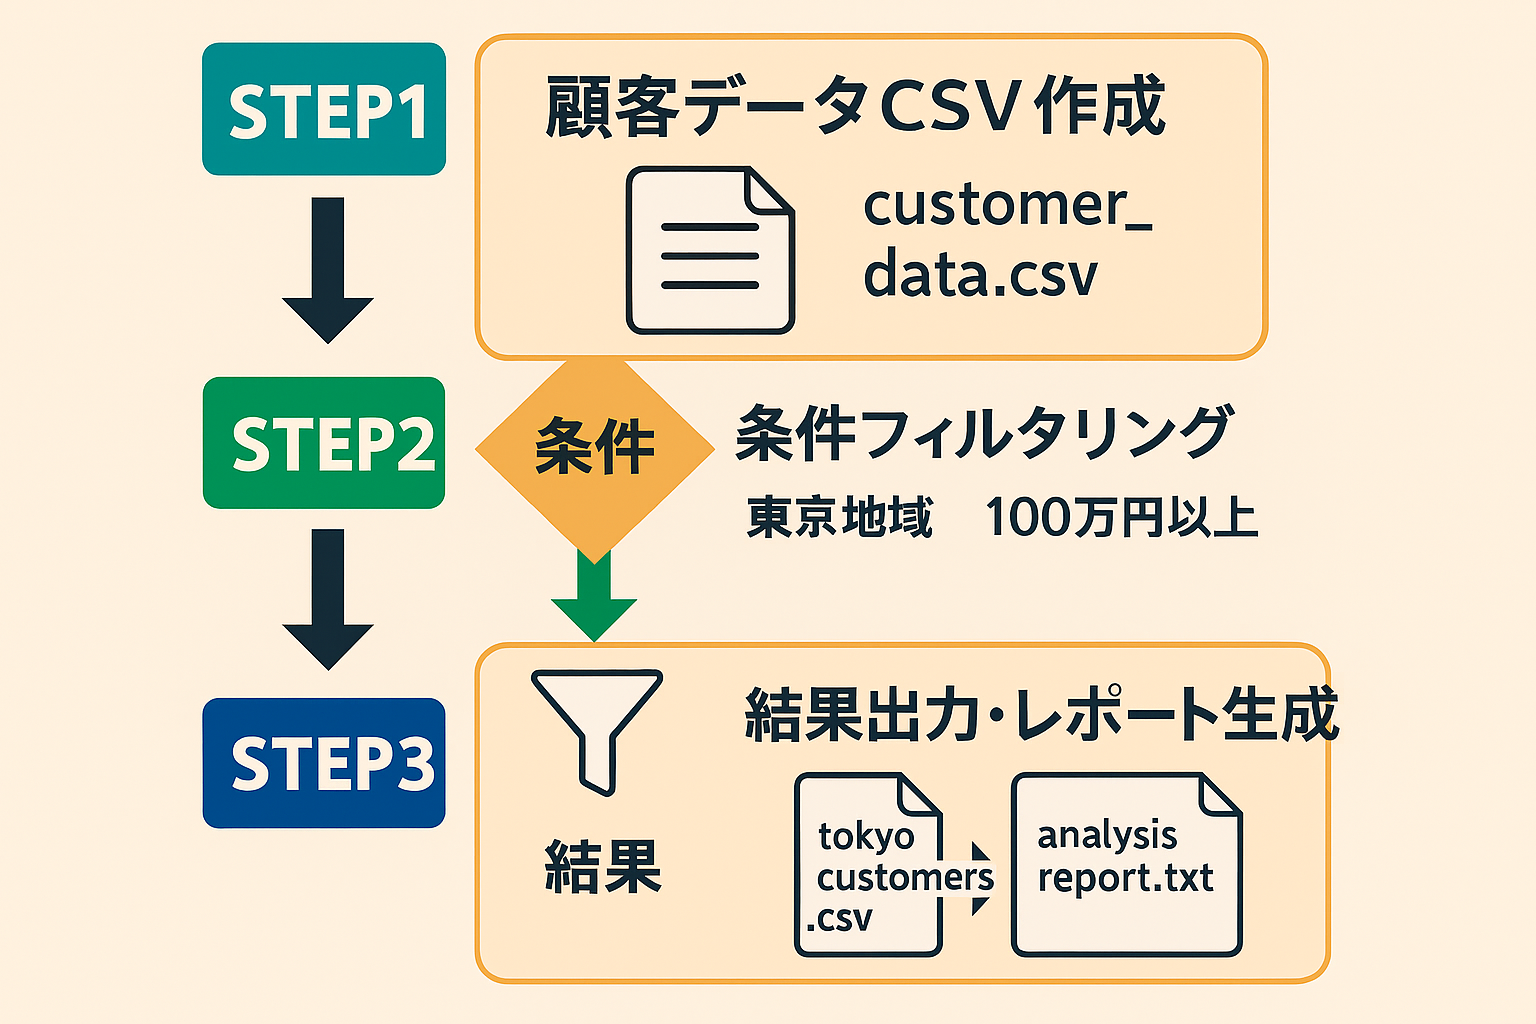 STEP1
顧客データCSV作成
customer_
data.csv
STEP2
条件
条件フィルタリング
東京地域　100万円以上
STEP3
結果出力・レポート生成
結果
tokyo
customers
.csv
analysis
report.txt